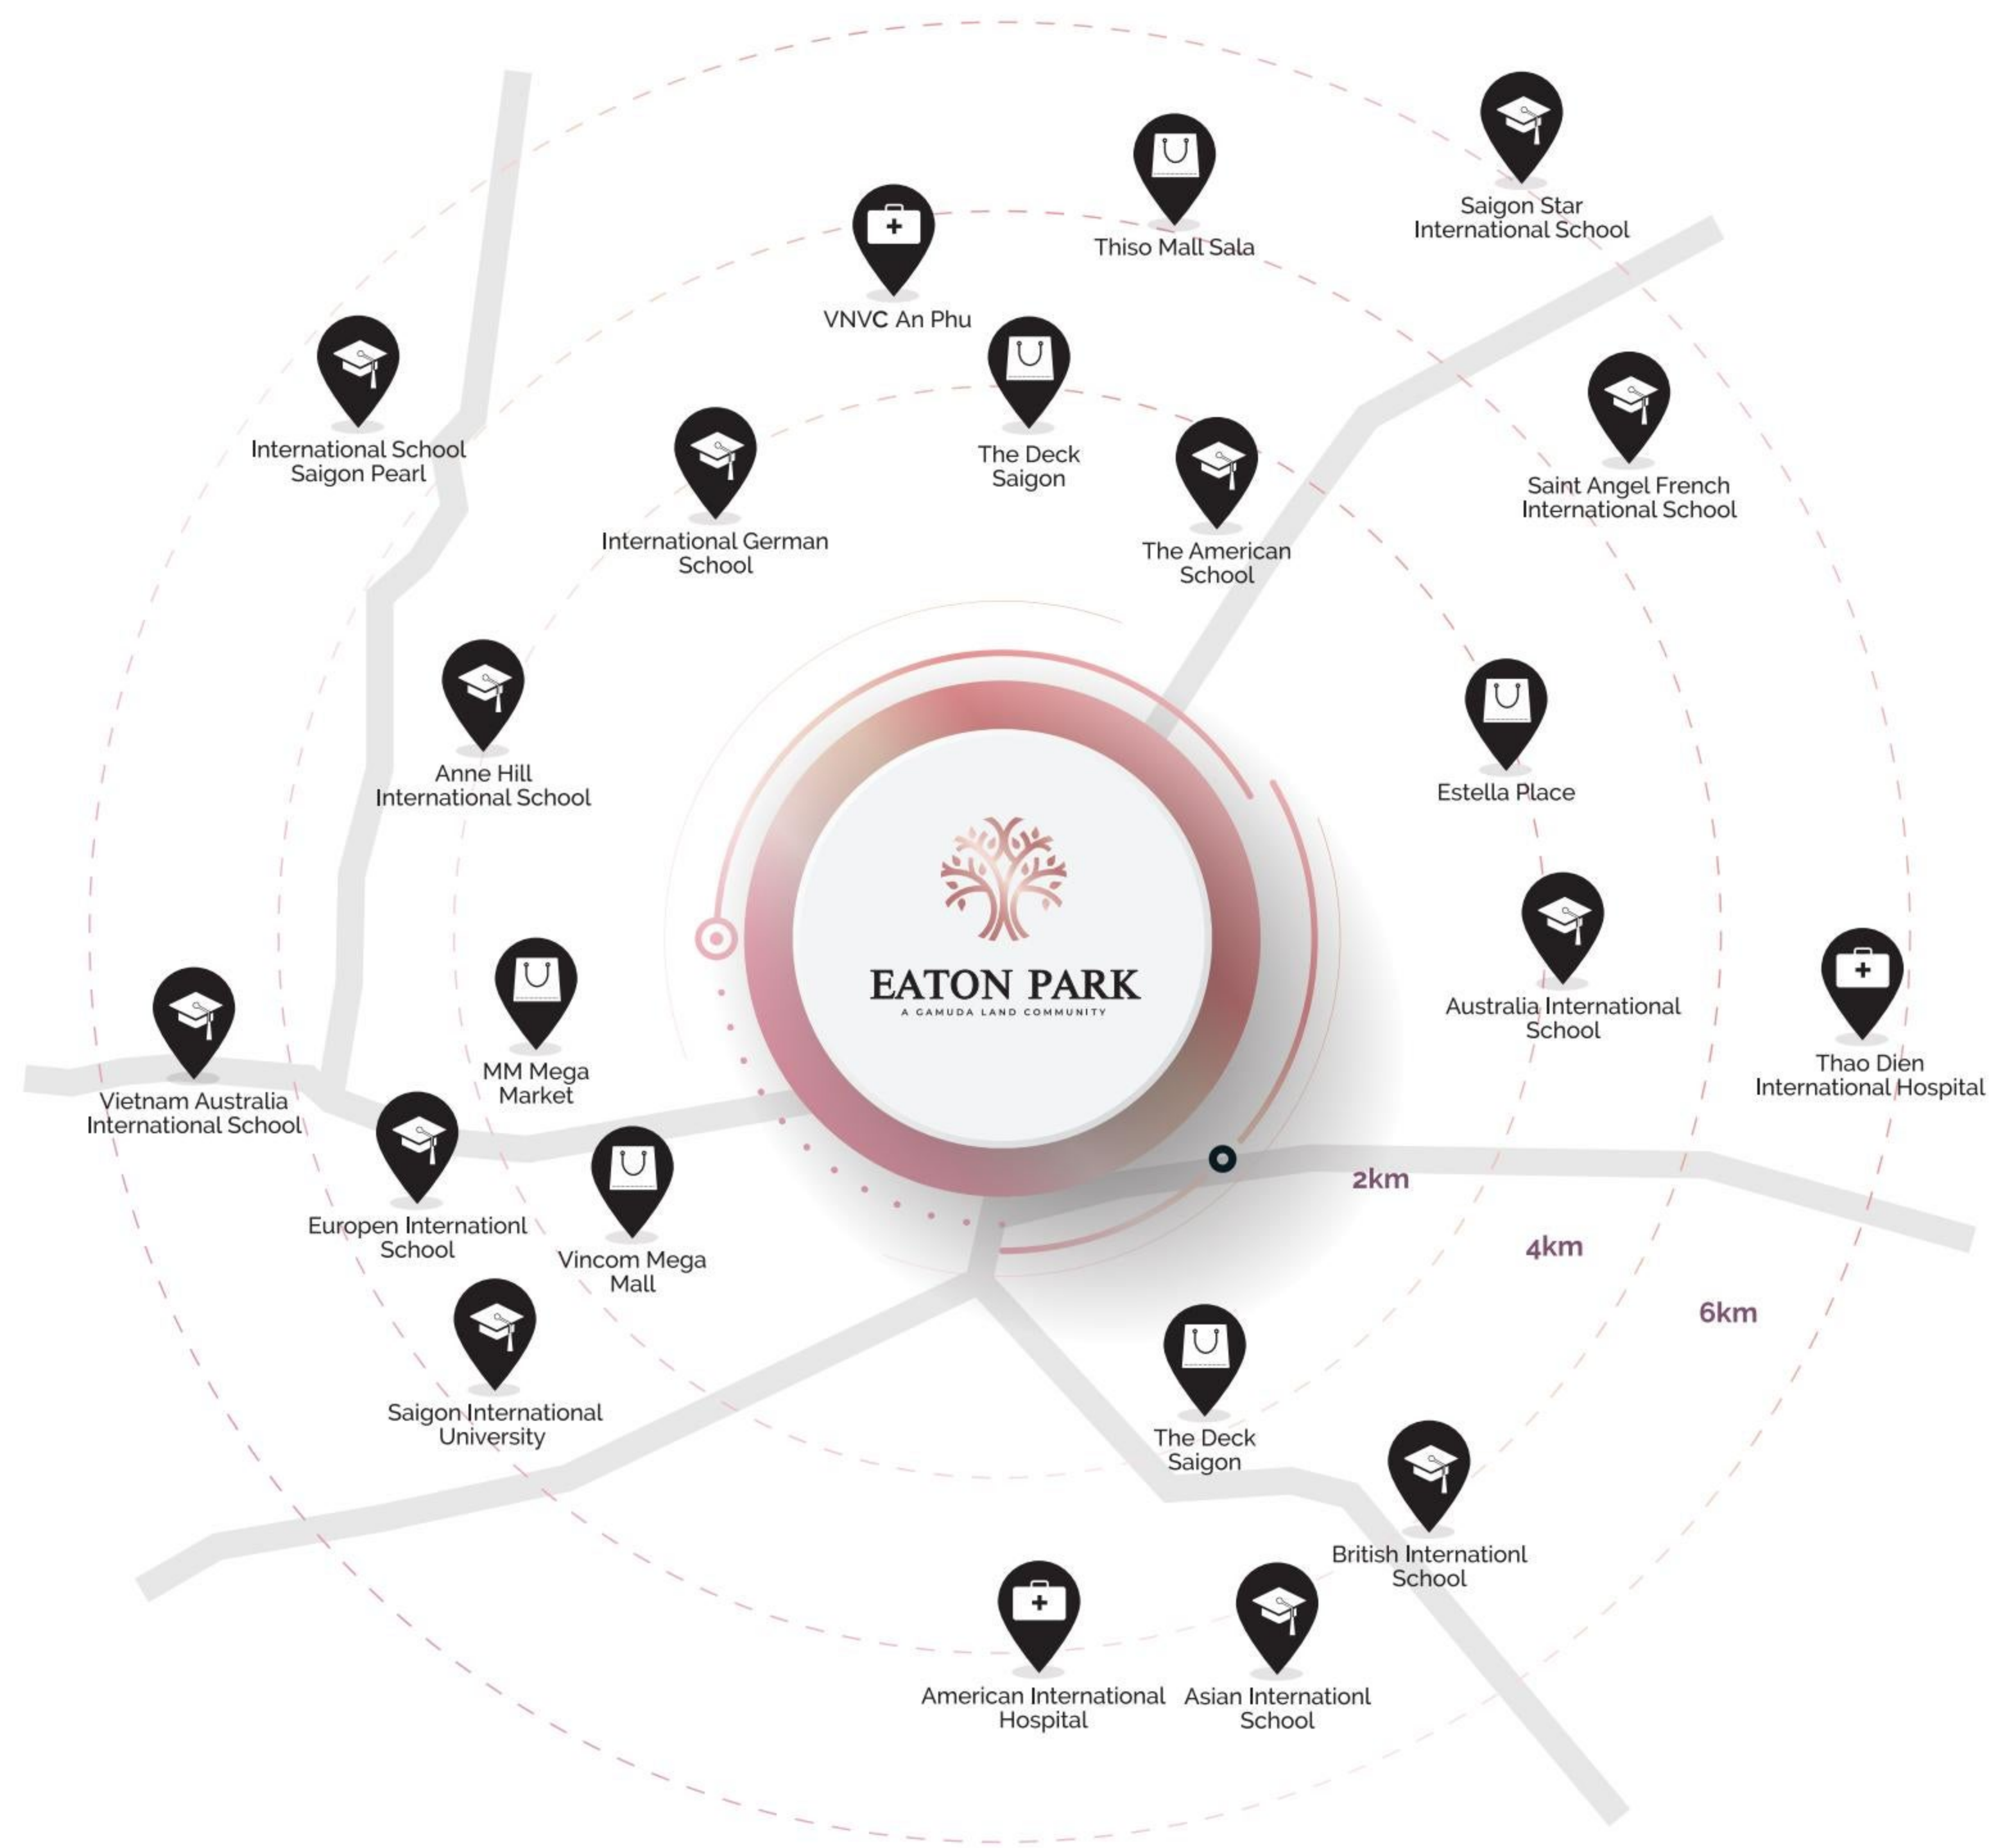 Saigon Star
International School
Thiso Mall Sala
VNVC An Phu
International School
Saigon Pearl
The Deck
Saigon
Saint Angel French
International School
International German
School
The American
School
Anne Hill
International School
Estella Place
EATON PARK
A GAMUDA LAND COMMUNITY
Australia International
School
Thao Dien
International Hospital
MM Mega
Market
Vietnam Australia
International School
2km
Europen Internationl
School
4km
Vincom Mega
Mall
6km
Saigon International
University
The Deck
Saigon
British Internationl
School
American International
Hospital
Asian Internationl
School